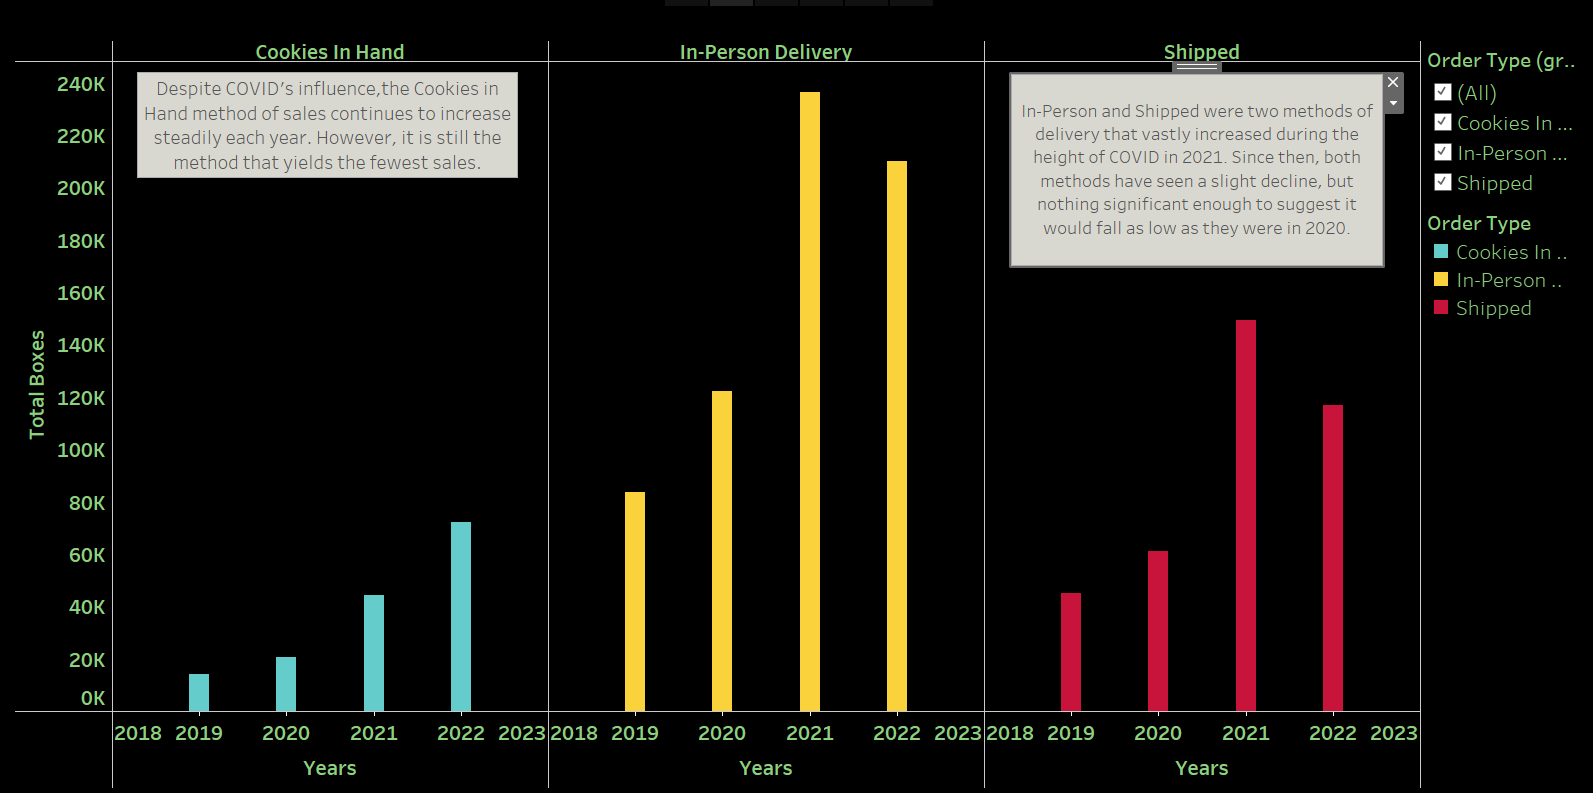 Cookies In Hand
In-Person Delivery
Shipped
Despite COVID's influence,the Cookies in
Hand method of sales continues to increase
steadily each year. However, it is still the
method that yields the fewest sales.
In-Person and Shipped were two methods of
delivery that vastly increased during the
height of COVID in 2021. Since then, both
methods have seen a slight decline, but
nothing significant enough to suggest it
would fall as low as they were in 2020.
Order Type (gr..
(All)
Cookies In ...
In-Person ...
Shipped
Order Type
Cookies In ..
In-Person ..
Shipped
Total Boxes
240K
220K
200K
180K
160K
140K
120K
100K
80K
60K
40K
20K
0K
2018 2019 2020 2021 2022 2023
2018 2019 2020 2021 2022 2023
2018 2019 2020 2021 2022 2023
Years
Years
Years